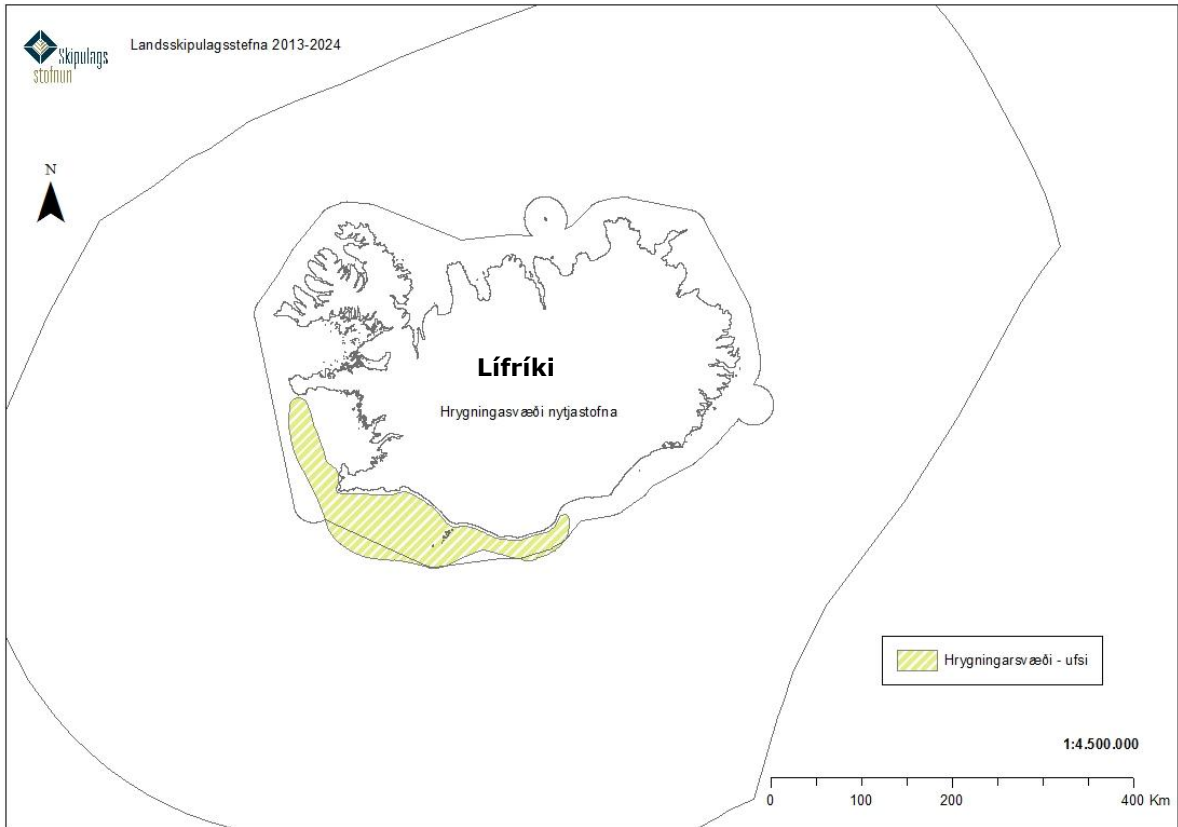 Skipulags
stofnun
Landsskipulagsstefna 2013-2024
N
Lífríki
Hrygningasvæði nytjastofna
Hrygningarsvæði - ufsi
1:4.500.000
0 100 200 400 Km